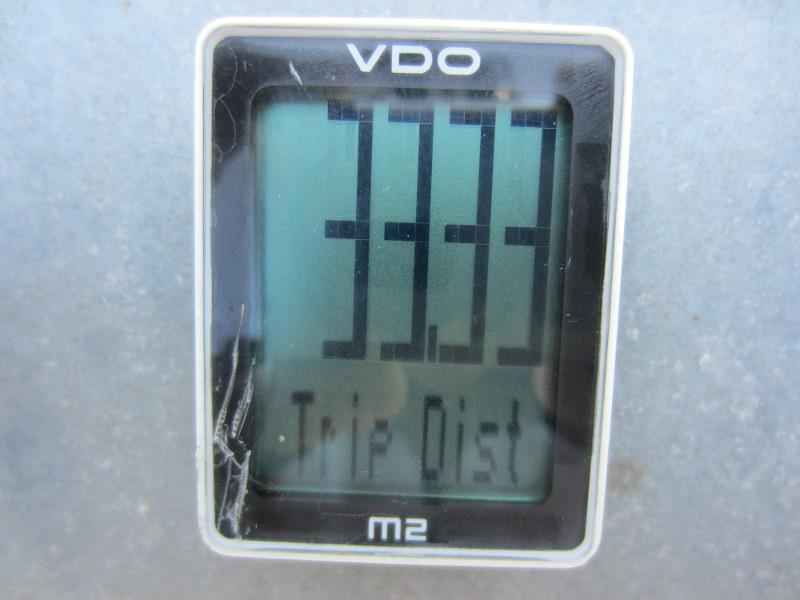 VDO
33.33
Trip Dist
m2